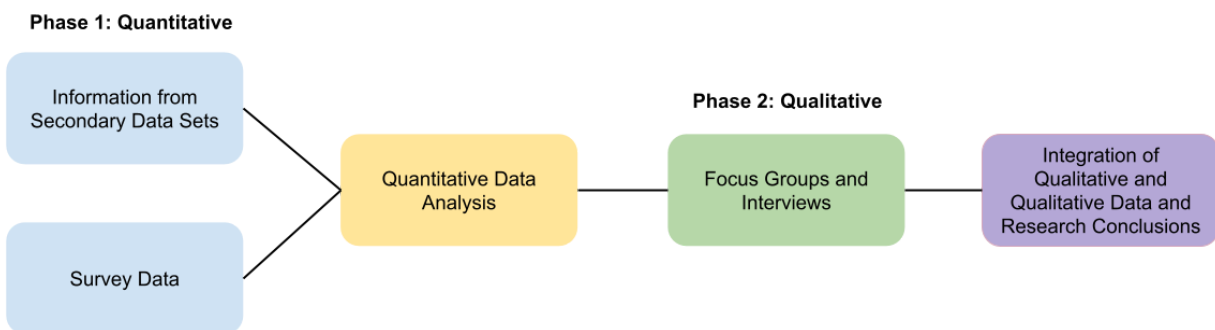 Phase 1: Quantitative
Information from
Secondary Data Sets
Survey Data
Quantitative Data
Analysis
Phase 2: Qualitative
Focus Groups and
Interviews
Integration of
Qualitative and
Qualitative Data and
Research Conclusions